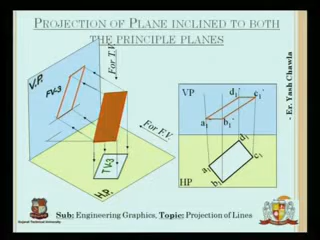 PROJECTION OF PLANE INCLINED TO BOTH
THE PRINCIPLE PLANES
For T.V.
V.P.
FV-3
For F.V.
TV-3
H.P.
VP
d₁' c₁'
a₁' b₁'
d₁
a₁
c₁
b₁
HP
- Er. Yash Chawla
Sub: Engineering Graphics, Topic: Projection of Lines
Gujarat Technological University